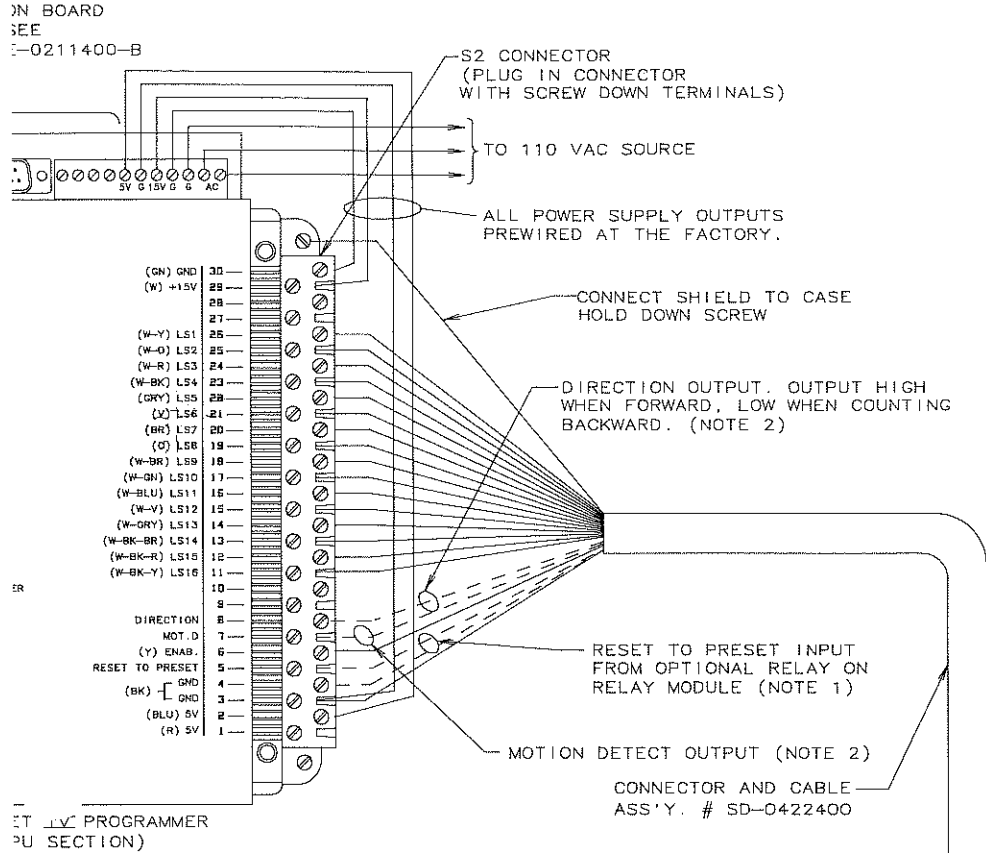 ON BOARD
SEE
E-0211400-B
S2 CONNECTOR
(PLUG IN CONNECTOR
WITH SCREW DOWN TERMINALS)
TO 110 VAC SOURCE
5V G 15V G G AC
ALL POWER SUPPLY OUTPUTS
PREWIRED AT THE FACTORY.
(GN) GND 30
(W) +15V 29
28
27
(W-Y) LS1 26
(W-O) LS2 25
(W-R) LS3 24
(W-BK) LS4 23
(GRY) LS5 22
(V) LS6 21
(BR) LS7 20
(O) LS8 19
(W-BR) LS9 18
(W-GN) LS10 17
(W-BLU) LS11 16
(W-V) LS12 15
(W-GRY) LS13 14
(W-BK-BR) LS14 13
(W-BK-R) LS15 12
(W-BK-Y) LS16 11
10
9
DIRECTION 8
MOT.D 7
(Y) ENAB. 6
RESET TO PRESET 5
(BK) GND 4
GND 3
(BLU) 5V 2
(R) 5V 1
CONNECT SHIELD TO CASE
HOLD DOWN SCREW
DIRECTION OUTPUT. OUTPUT HIGH
WHEN FORWARD, LOW WHEN COUNTING
BACKWARD. (NOTE 2)
ER
RESET TO PRESET INPUT
FROM OPTIONAL RELAY ON
RELAY MODULE (NOTE 1)
MOTION DETECT OUTPUT (NOTE 2)
CONNECTOR AND CABLE
ASS'Y. # SD-0422400
ET PROGRAMMER
PU SECTION)